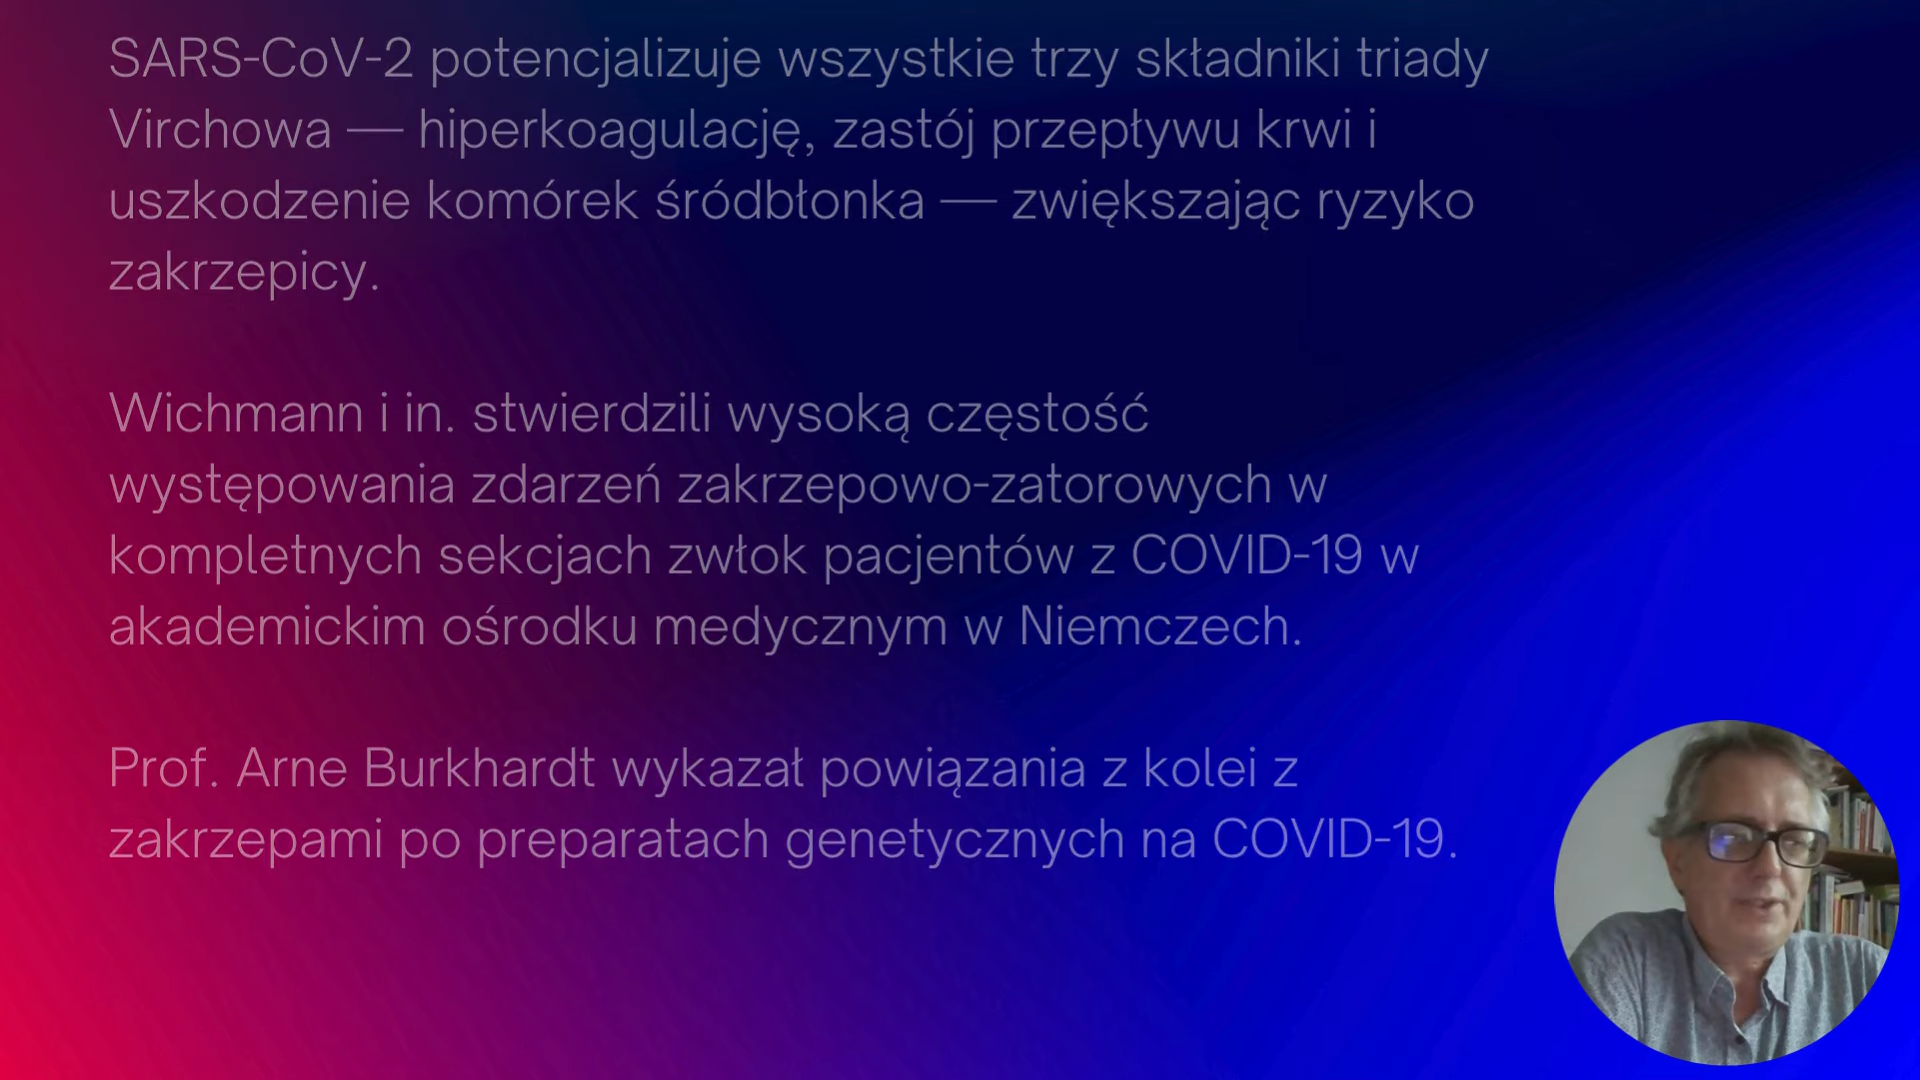 SARS-CoV-2 potencjalizuje wszystkie trzy składniki triady
Virchowa — hiperkoagulację, zastój przepływu krwi i
uszkodzenie komórek śródbłonka — zwiększając ryzyko
zakrzepicy.
Wichmann i in. stwierdzili wysoką częstość
występowania zdarzeń zakrzepowo-zatorowych w
kompletnych sekcjach zwłok pacjentów z COVID-19 w
akademickim ośrodku medycznym w Niemczech.
Prof. Arne Burkhardt wykazał powiązania z kolei z
zakrzepami po preparatach genetycznych na COVID-19.